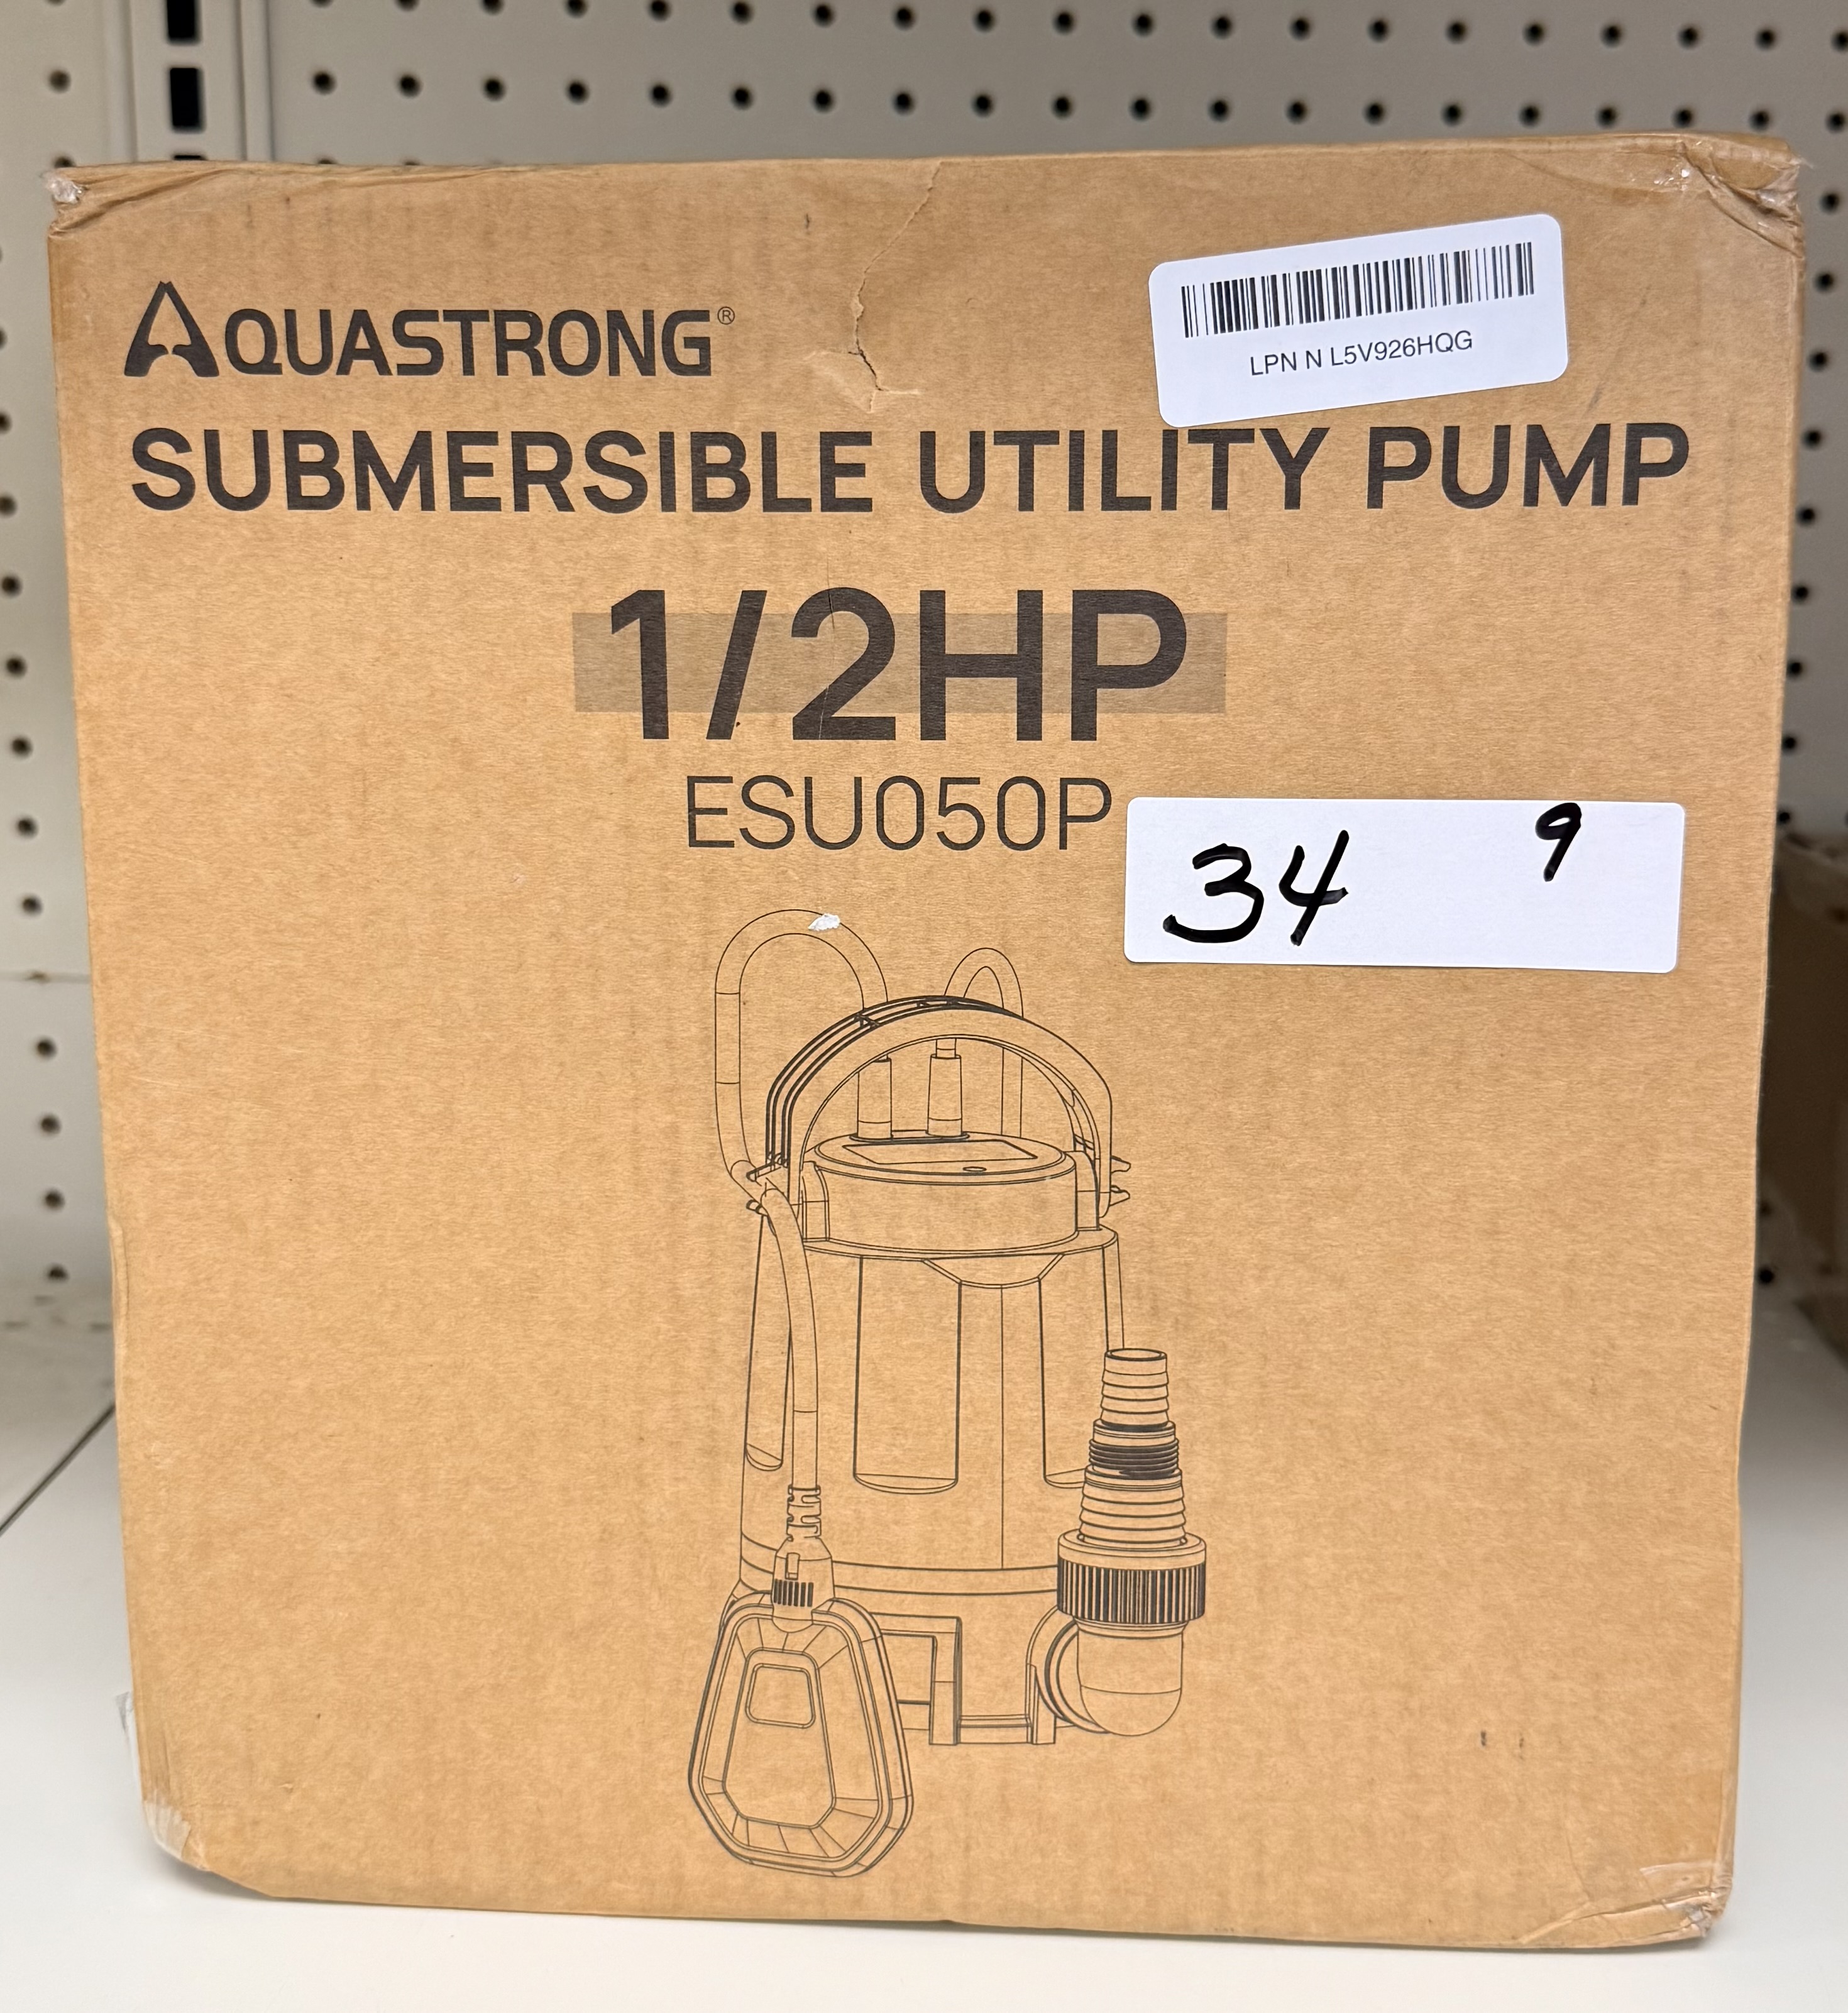 AQUASTRONG®
LPN N L5V926HQG
SUBMERSIBLE UTILITY PUMP
1/2HP
ESU050P
34 9